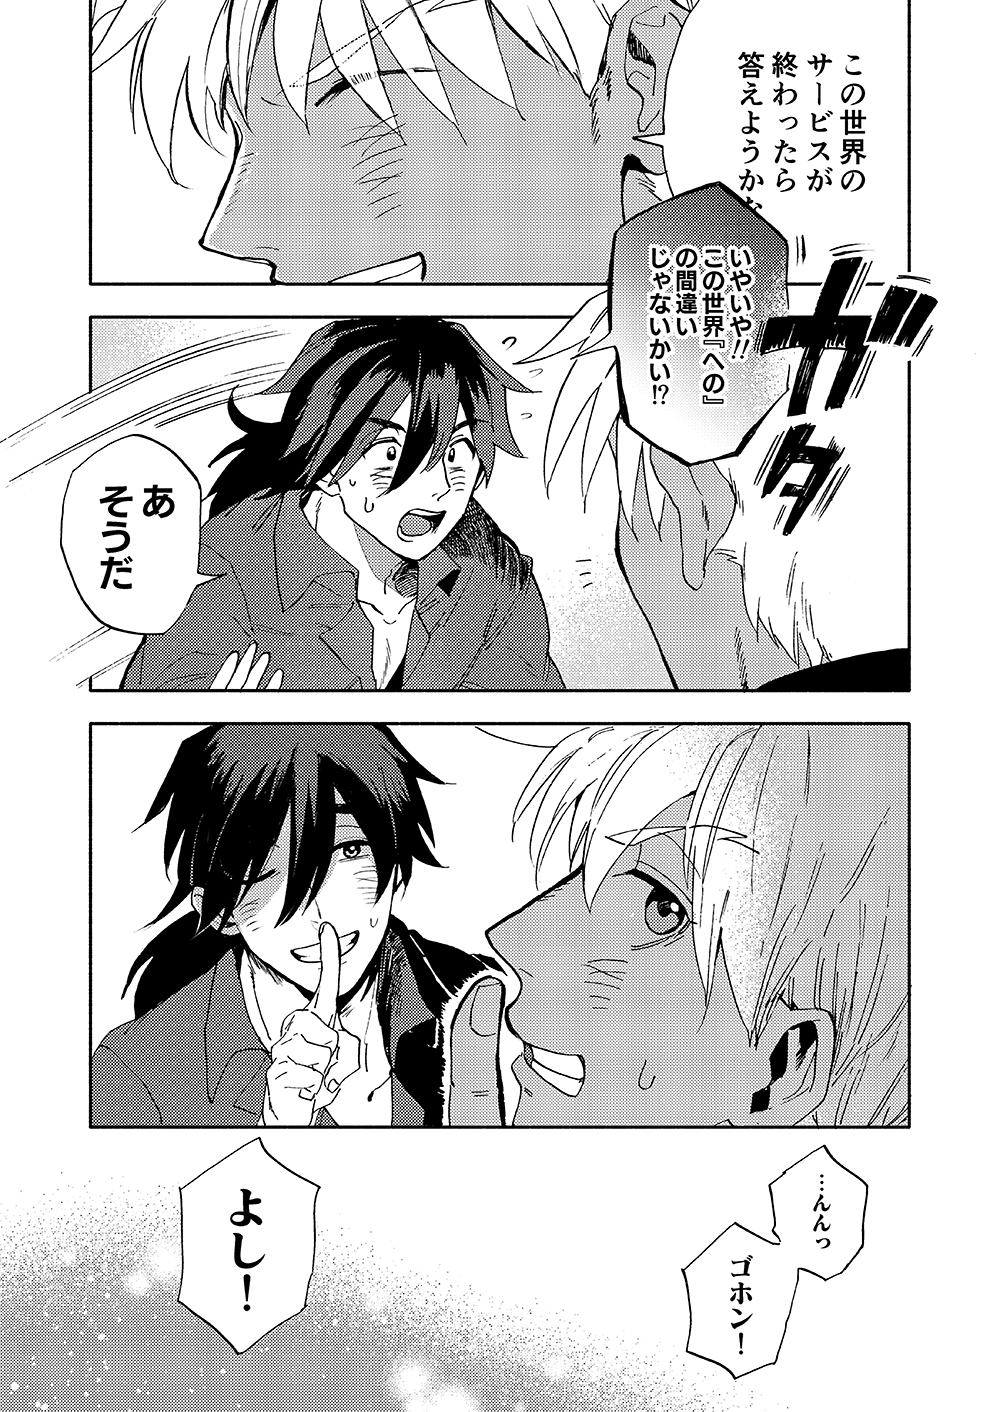 この世界の
サービスが
終わったら
答えようかな
いやいや!!
この世界『への』
の間違い
じゃないかい!?
ガタ
あ
そうだ
…んんっ
ゴホン!
よし!